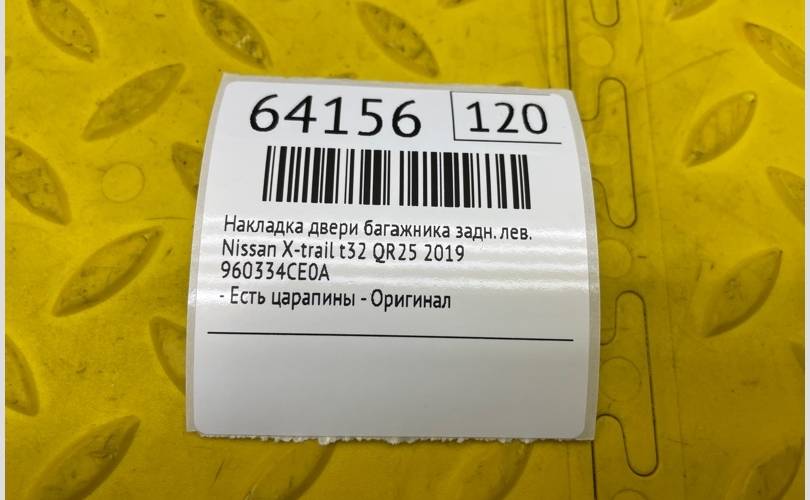 64156 120
Накладка двери багажника задн. лев.
Nissan X-trail t32 QR25 2019
960334CE0A
- Есть царапины - Оригинал